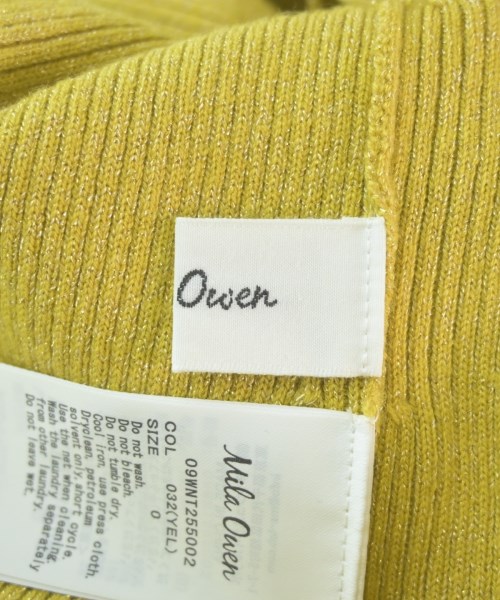 Owen
Mila Owen
09WNT255002
COL 032(YEL)
SIZE 0
Do not wash.
Do not bleach.
Do not tumble dry.
Cool iron, use press cloth.
Dryclean, petroleum
solvent only, short cycle.
Use the net when cleaning.
Wash the laundry separately
from other laundry.
Do not leave wet.